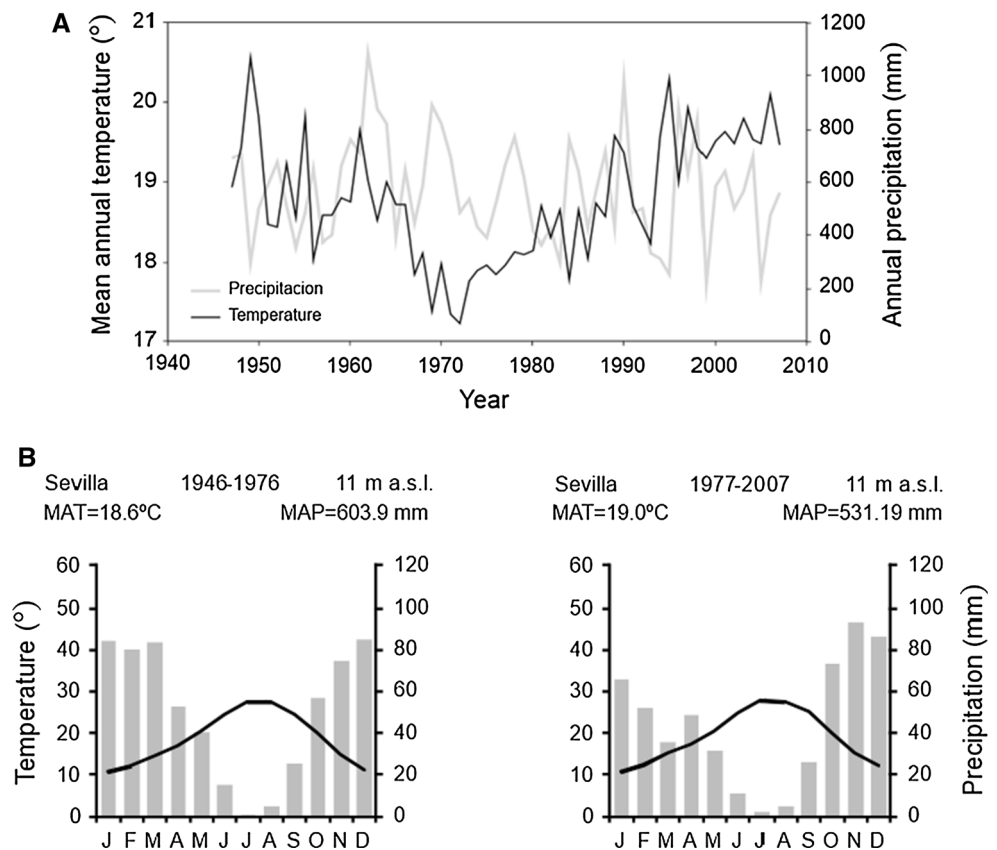 A
Mean annual temperature (°)
21
20
19
18
17
1200
1000
800
600
400
200
0
Annual precipitation (mm)
Precipitacion
Temperature
1940 1950 1960 1970 1980 1990 2000 2010
Year
B
Sevilla 1946-1976 11 m a.s.l.
MAT=18.6ºC MAP=603.9 mm
Temperature (°)
60
50
40
30
20
10
0
120
100
80
60
40
20
0
J F M A M J J A S O N D
Sevilla 1977-2007 11 m a.s.l.
MAT=19.0ºC MAP=531.19 mm
60
50
40
30
20
10
0
120
100
80
60
40
20
0
Precipitation (mm)
J F M A M J J A S O N D